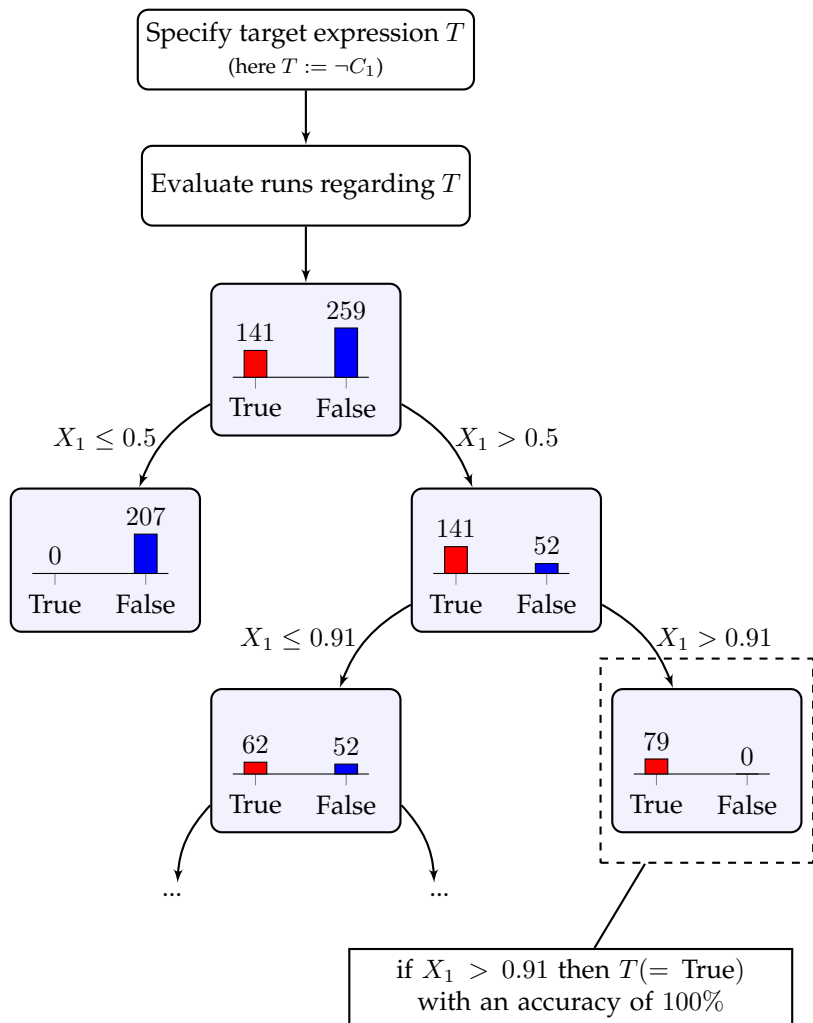 Specify target expression T
(here T := ¬C₁)
Evaluate runs regarding T
141 259
True False
X₁ ≤ 0.5 X₁ > 0.5
0 207
True False
141 52
True False
X₁ ≤ 0.91 X₁ > 0.91
62 52
True False
79 0
True False
... ...
if X₁ > 0.91 then T(= True)
with an accuracy of 100%